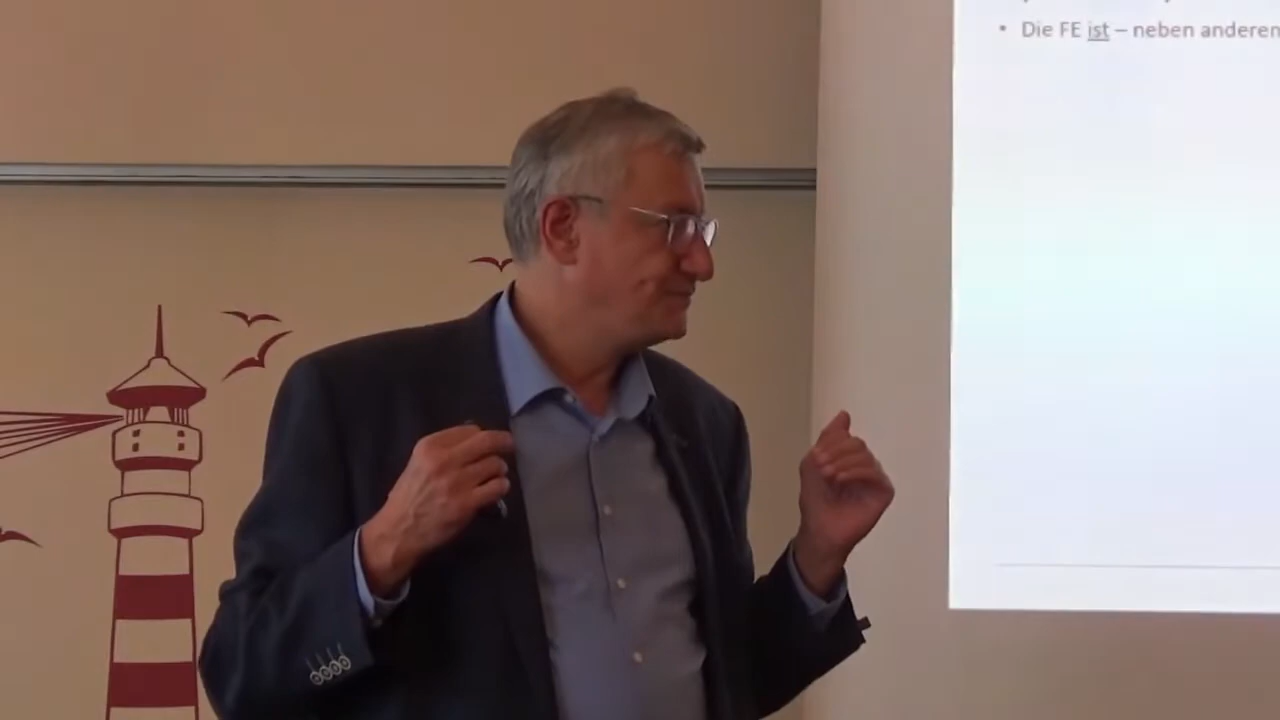 • Die FE ist – neben anderen